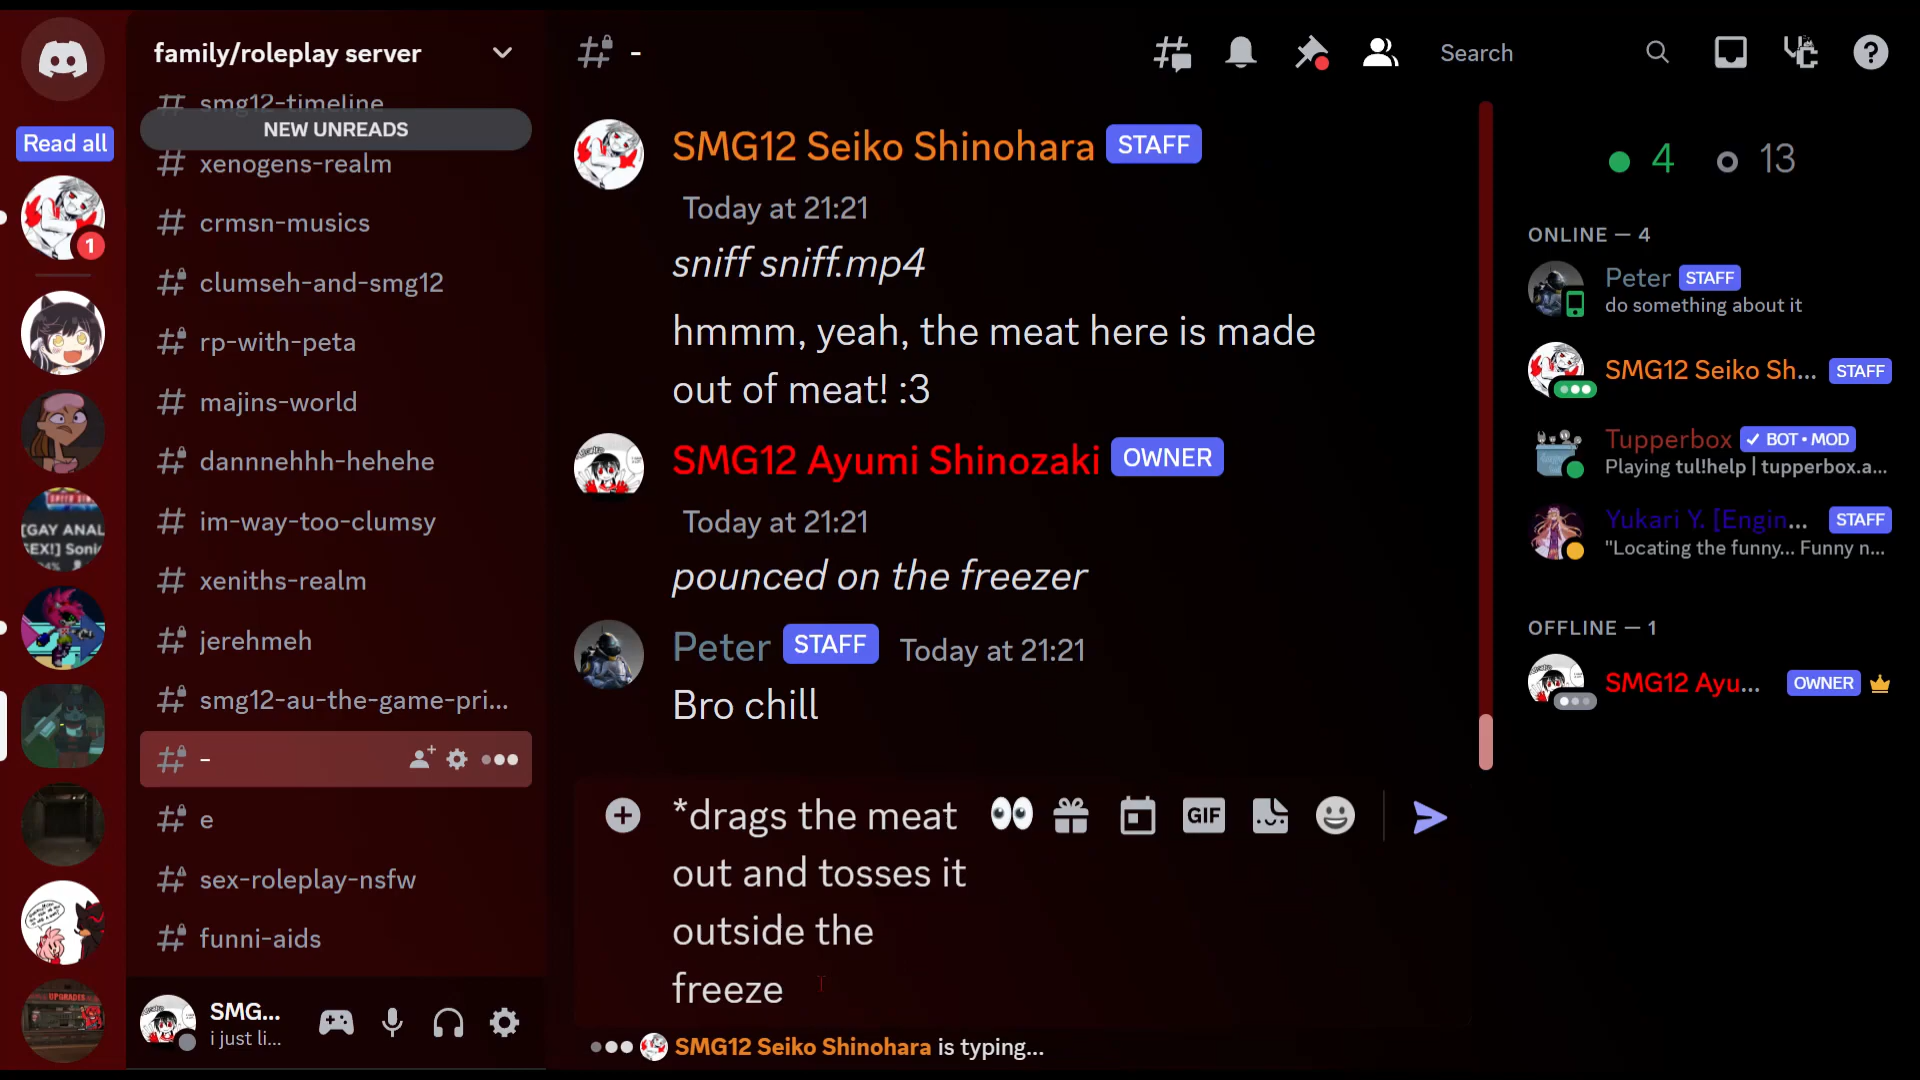 family/roleplay server
Read all
smg12-timeline
NEW UNREADS
xenogens-realm
crmsn-musics
clumseh-and-smg12
rp-with-peta
majins-world
dannnehhh-hehehe
im-way-too-clumsy
xeniths-realm
jerehmeh
smg12-au-the-game-pri...
-
e
sex-roleplay-nsfw
funni-aids
1
[GAY ANAL
UPGRADES
SMG...
i just li...
-
Search
SMG12 Seiko Shinohara STAFF
Today at 21:21
sniff sniff.mp4
hmmm, yeah, the meat here is made
out of meat! :3
SMG12 Ayumi Shinozaki OWNER
Today at 21:21
pounced on the freezer
Peter STAFF Today at 21:21
Bro chill
*drags the meat
out and tosses it
outside the
freeze
GIF
SMG12 Seiko Shinohara is typing...
4 13
ONLINE — 4
Peter STAFF
do something about it
SMG12 Seiko Sh... STAFF
Tupperbox ✓ BOT • MOD
Playing tul!help | tupperbox.a...
Yukari Y. [Engin... STAFF
"Locating the funny... Funny n...
OFFLINE — 1
SMG12 Ayu... OWNER